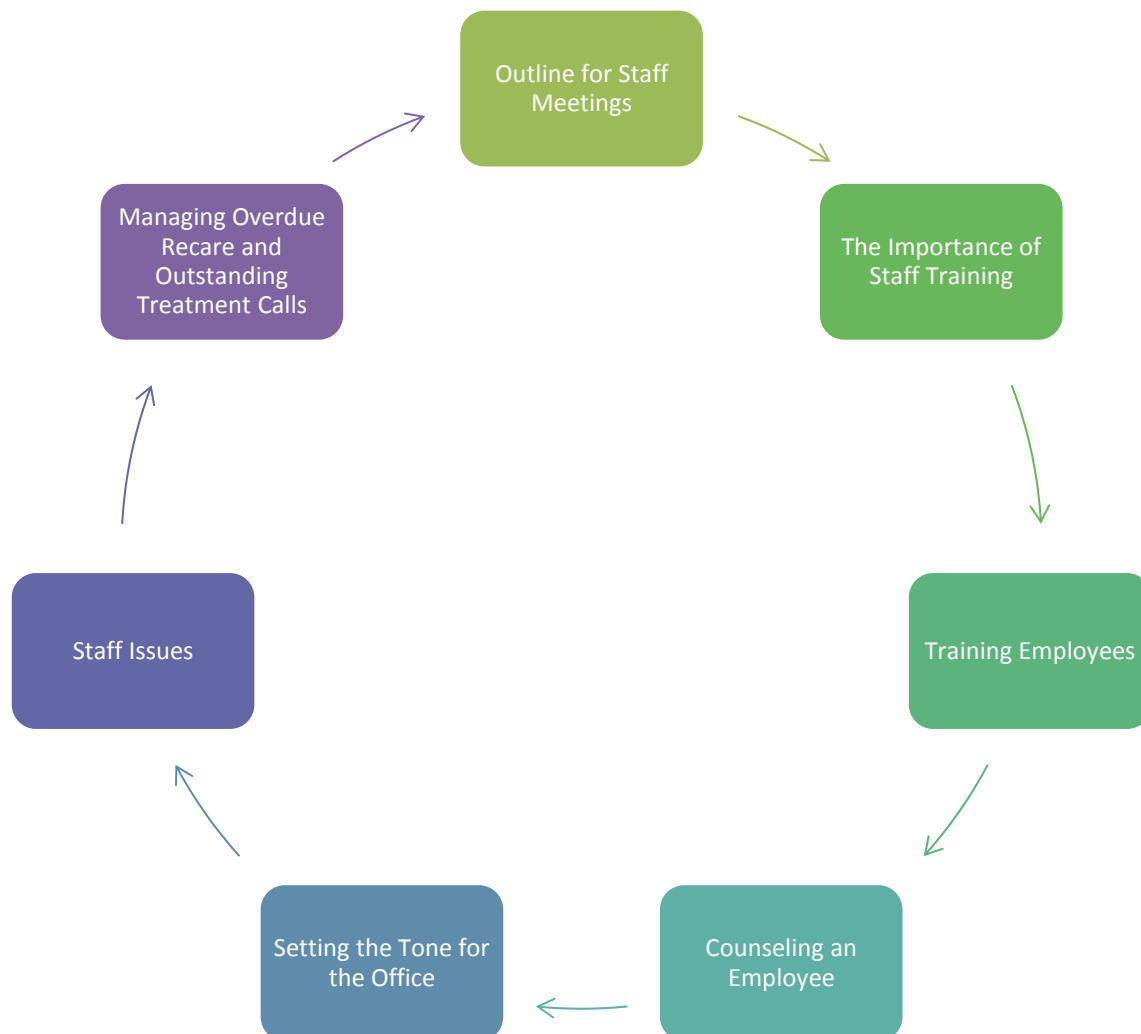 Outline for Staff
Meetings
The Importance of
Staff Training
Training Employees
Counseling an
Employee
Setting the Tone for
the Office
Staff Issues
Managing Overdue
Recare and
Outstanding
Treatment Calls